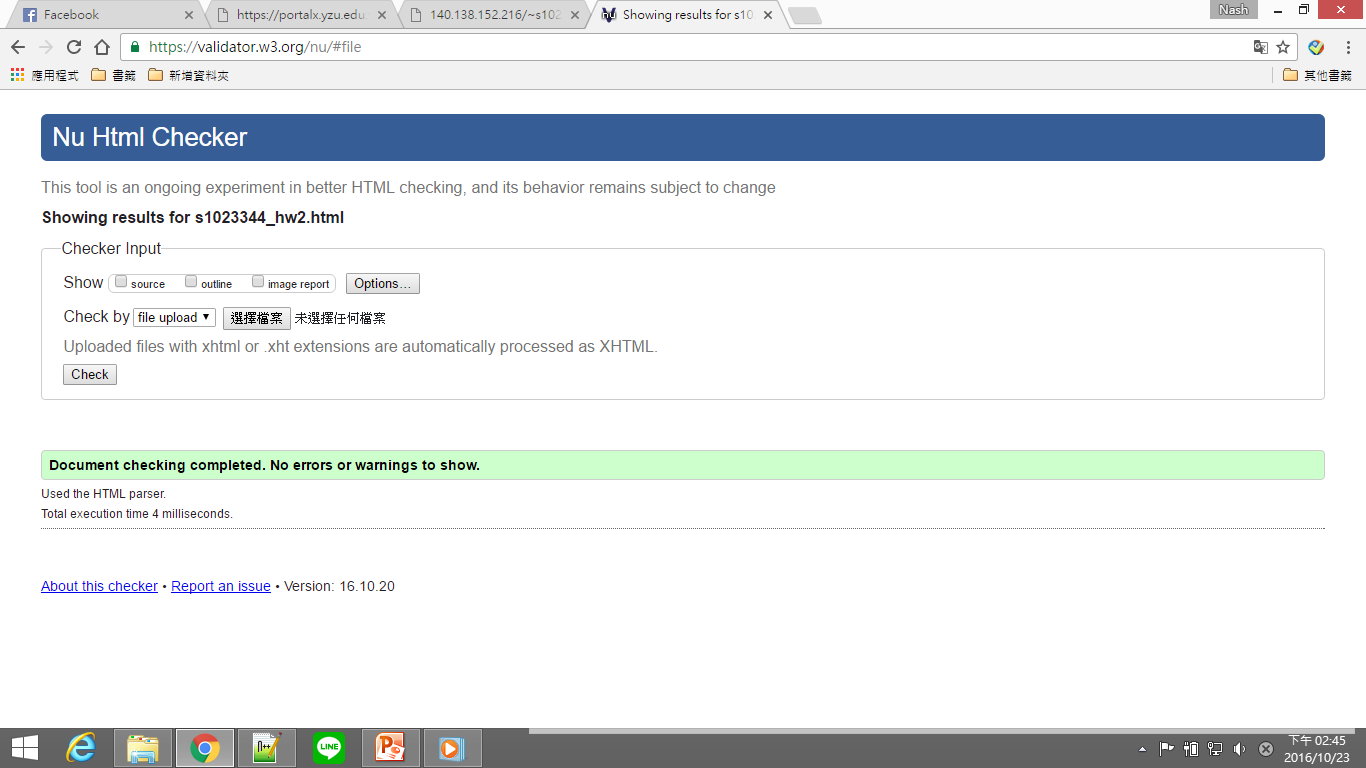 Facebook
https://portalx.yzu.edu.
140.138.152.216/~s102
Showing results for s10
Nash
https://validator.w3.org/nu/#file
應用程式
書籤
新增資料夾
其他書籤
Nu Html Checker
This tool is an ongoing experiment in better HTML checking, and its behavior remains subject to change
Showing results for s1023344_hw2.html
Checker Input
Show source outline image report Options...
Check by file upload 選擇檔案 未選擇任何檔案
Uploaded files with xhtml or .xht extensions are automatically processed as XHTML.
Check
Document checking completed. No errors or warnings to show.
Used the HTML parser.
Total execution time 4 milliseconds.
About this checker • Report an issue • Version: 16.10.20
LINE
下午 02:45
2016/10/23